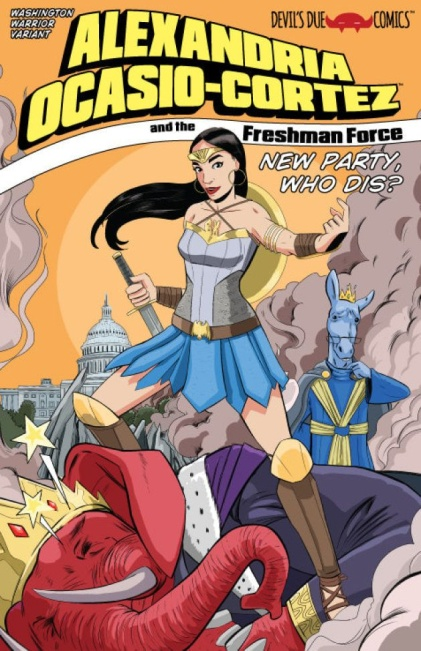 WASHINGTON
WARRIOR
VARIANT
DEVIL'S DUE COMICS™
ALEXANDRIA
OCASIO-CORTEZ™
and the Freshman Force
NEW PARTY,
WHO DIS?